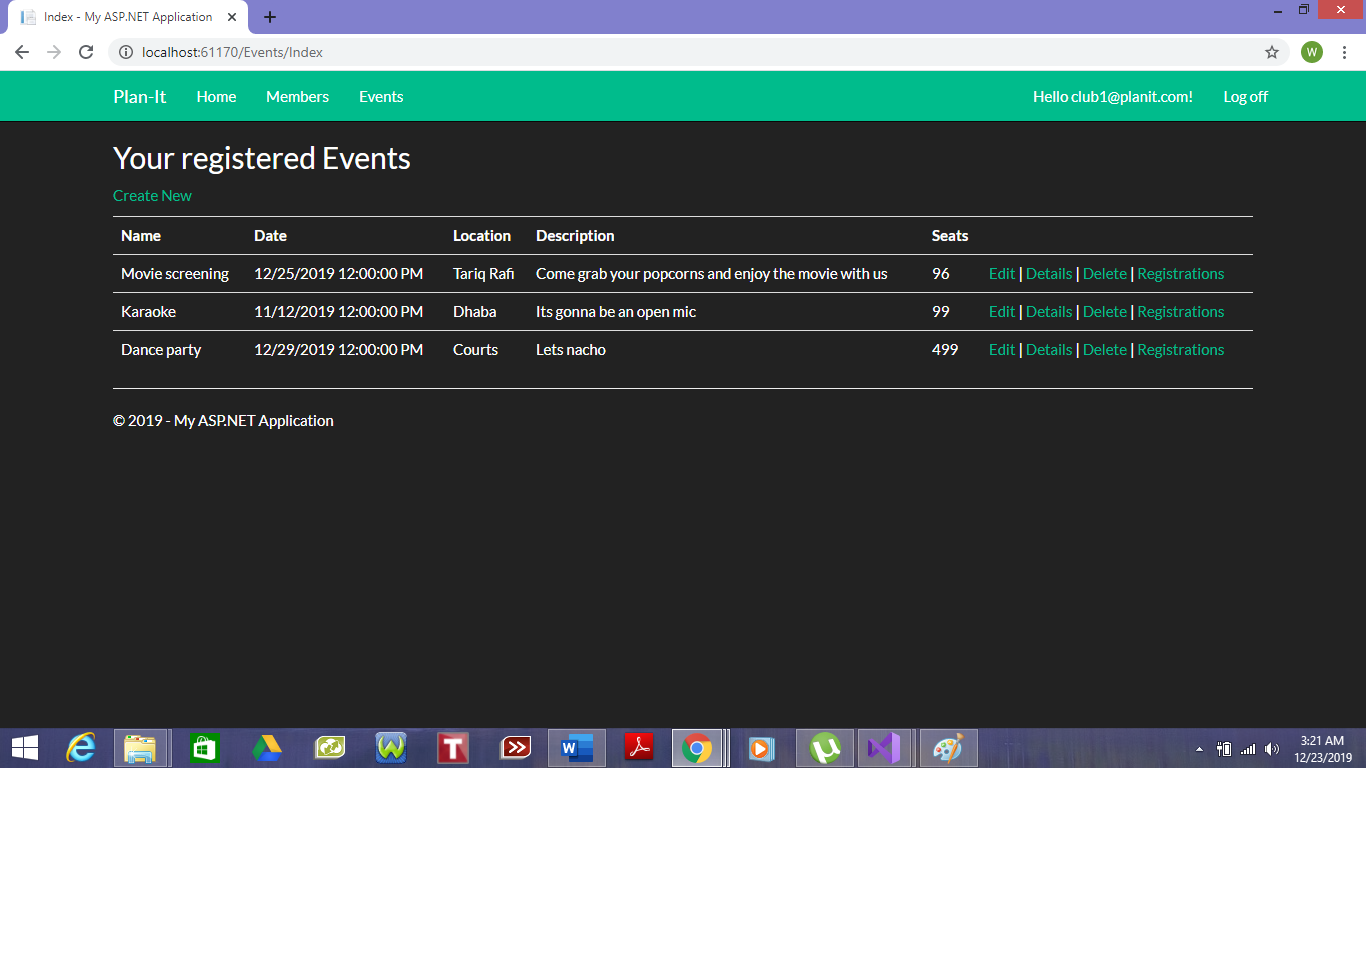 Index - My ASP.NET Application
localhost:61170/Events/Index
W
Plan-It Home Members Events Hello club1@planit.com! Log off
Your registered Events
Create New
Name Date Location Description Seats
Movie screening 12/25/2019 12:00:00 PM Tariq Rafi Come grab your popcorns and enjoy the movie with us 96 Edit | Details | Delete | Registrations
Karaoke 11/12/2019 12:00:00 PM Dhaba Its gonna be an open mic 99 Edit | Details | Delete | Registrations
Dance party 12/29/2019 12:00:00 PM Courts Lets nacho 499 Edit | Details | Delete | Registrations
© 2019 - My ASP.NET Application
3:21 AM
12/23/2019